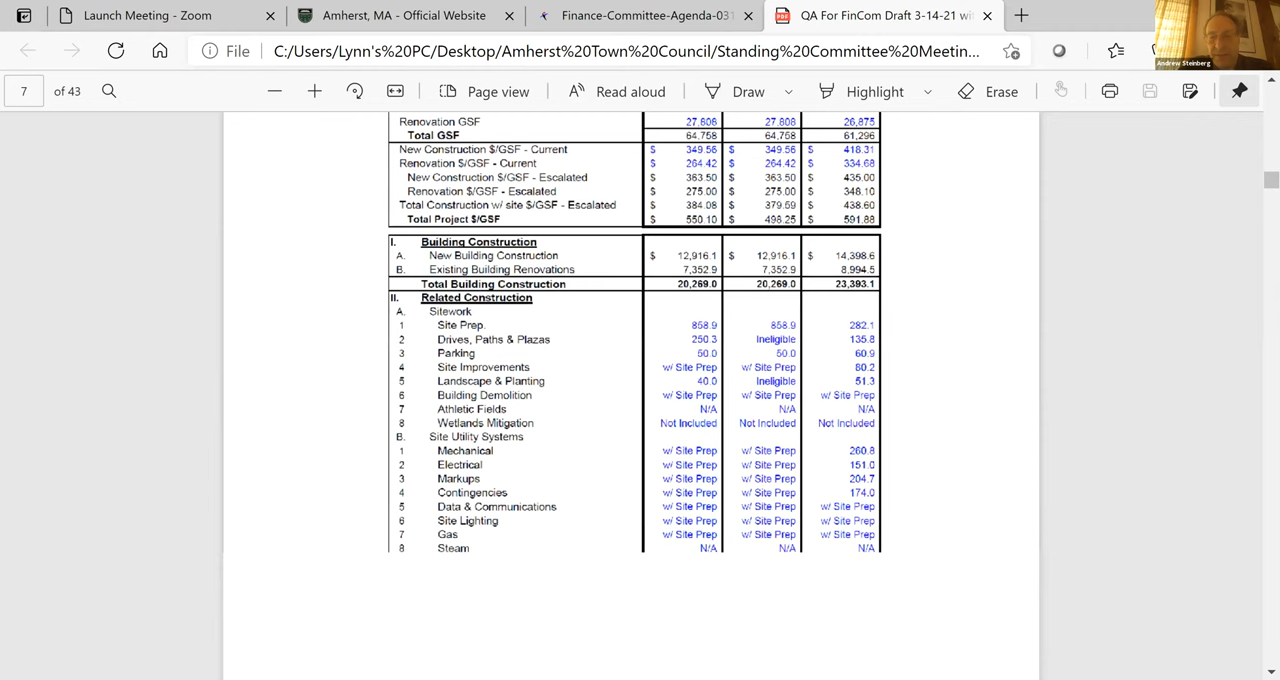 Launch Meeting - Zoom
Amherst, MA - Official Website
Finance-Committee-Agenda-031
QA For FinCom Draft 3-14-21 wi
File C:/Users/Lynn's%20PC/Desktop/Amherst%20Town%20Council/Standing%20Committee%20Meetin...
Andrew Steinberg
7 of 43 Page view Read aloud Draw Highlight Erase
Renovation GSF 27,806 27,808 26,875
Total GSF 64,758 64,758 61,296
New Construction $/GSF - Current $ 349.56 $ 349.56 $ 418.31
Renovation $/GSF - Current $ 264.42 $ 264.42 $ 334.68
New Construction $/GSF - Escalated $ 363.50 $ 363.50 $ 435.00
Renovation $/GSF - Escalated $ 275.00 $ 275.00 $ 348.10
Total Construction w/ site $/GSF - Escalated $ 384.08 $ 379.59 $ 438.60
Total Project $/GSF $ 550.10 $ 498.25 $ 591.88
I. Building Construction
A. New Building Construction $ 12,916.1 $ 12,916.1 $ 14,398.6
B. Existing Building Renovations 7,352.9 7,352.9 8,994.5
Total Building Construction 20,269.0 20,269.0 23,393.1
II. Related Construction
A. Sitework
1 Site Prep. 858.9 858.9 282.1
2 Drives, Paths & Plazas 250.3 Ineligible 135.8
3 Parking 50.0 50.0 60.9
4 Site Improvements w/ Site Prep w/ Site Prep 80.2
5 Landscape & Planting 40.0 Ineligible 51.3
6 Building Demolition w/ Site Prep w/ Site Prep w/ Site Prep
7 Athletic Fields N/A N/A N/A
8 Wetlands Mitigation Not Included Not Included Not Included
B. Site Utility Systems
1 Mechanical w/ Site Prep w/ Site Prep 260.8
2 Electrical w/ Site Prep w/ Site Prep 151.0
3 Markups w/ Site Prep w/ Site Prep 204.7
4 Contingencies w/ Site Prep w/ Site Prep 174.0
5 Data & Communications w/ Site Prep w/ Site Prep w/ Site Prep
6 Site Lighting w/ Site Prep w/ Site Prep w/ Site Prep
7 Gas w/ Site Prep w/ Site Prep w/ Site Prep
8 Steam N/A N/A N/A